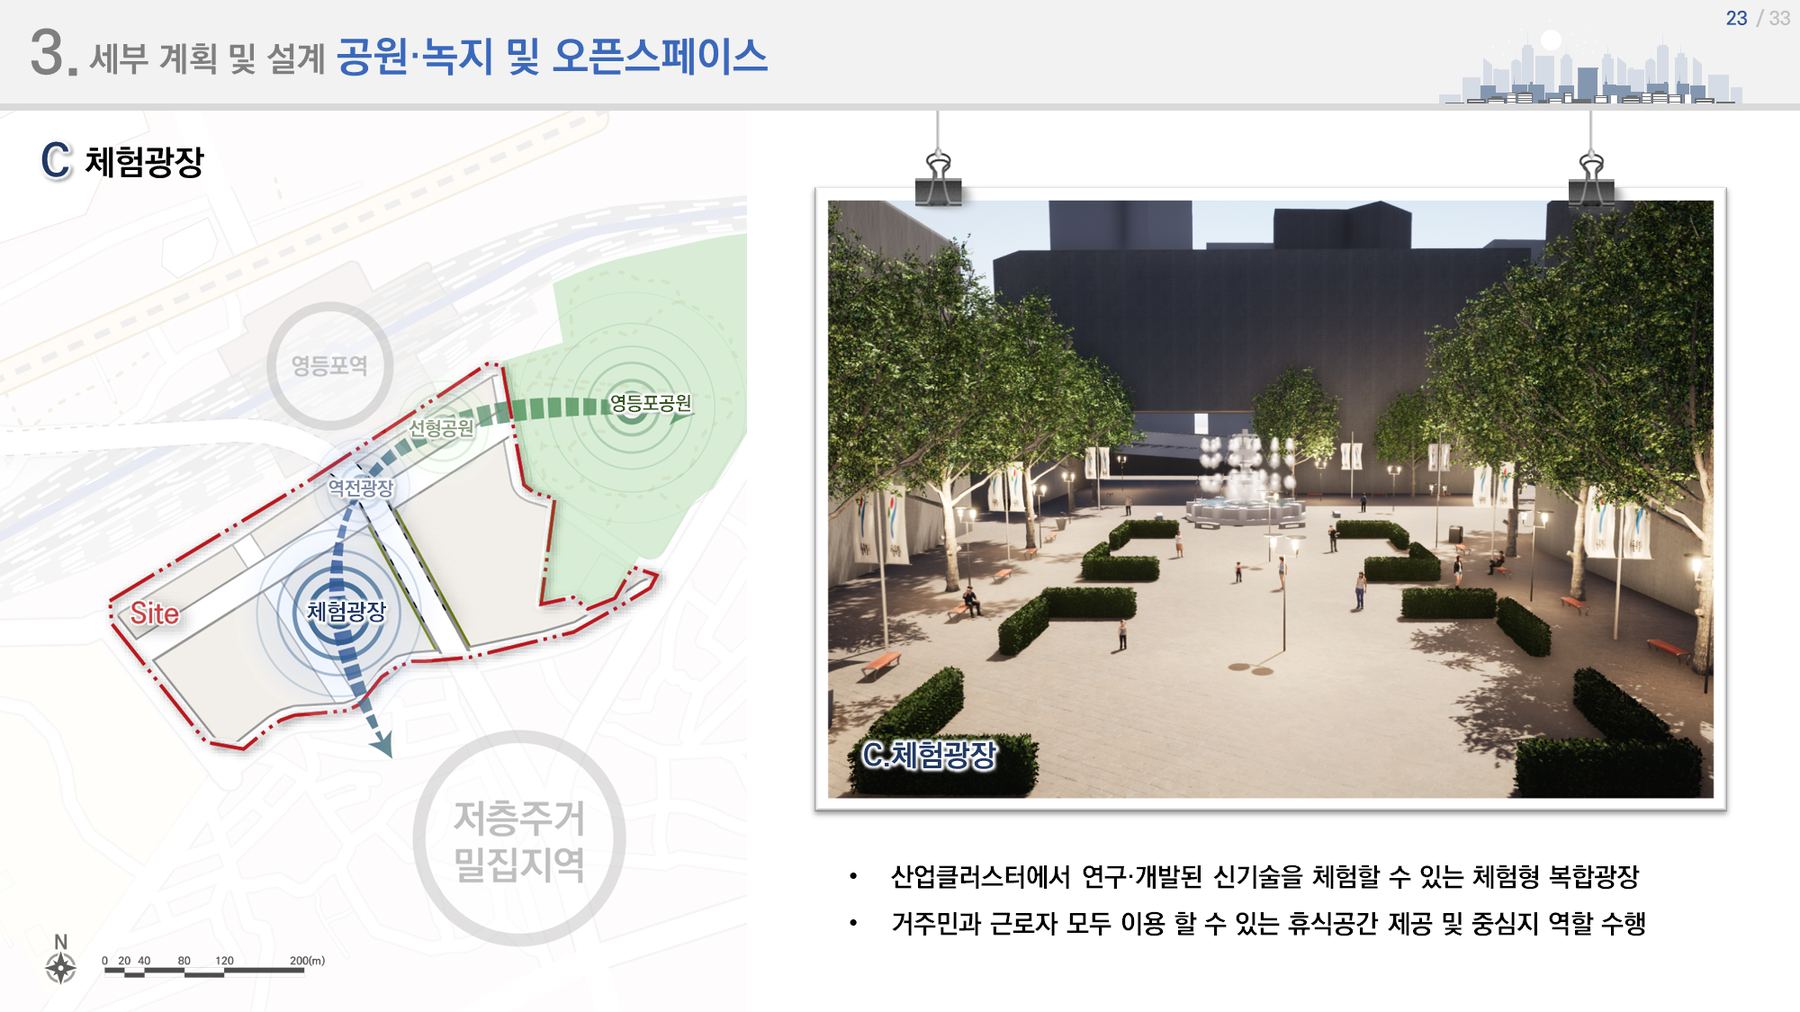 23 / 33
3. 세부 계획 및 설계 공원·녹지 및 오픈스페이스
C 체험광장
영등포역
영등포공원
선형공원
역전광장
Site
체험광장
저층주거
밀집지역
N
0 20 40 80 120 200(m)
C.체험광장
• 산업클러스터에서 연구·개발된 신기술을 체험할 수 있는 체험형 복합광장
• 거주민과 근로자 모두 이용 할 수 있는 휴식공간 제공 및 중심지 역할 수행